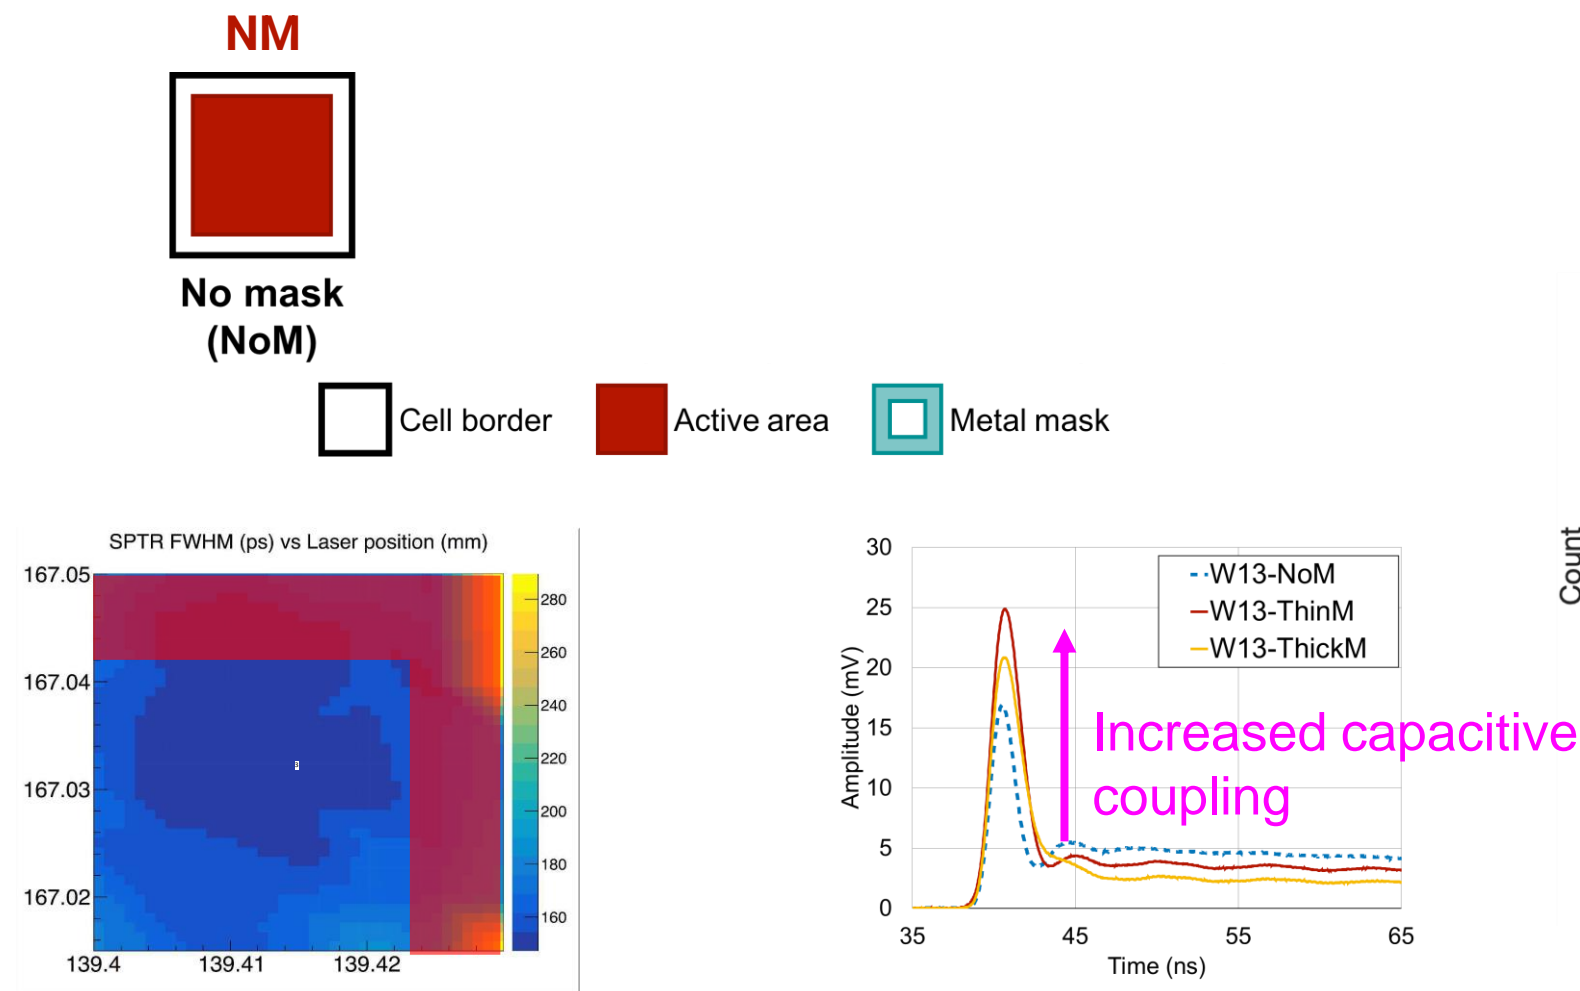 NM
No mask
(NoM)
Cell border
Active area
Metal mask
SPTR FWHM (ps) vs Laser position (mm)
167.05
167.04
167.03
167.02
139.4
139.41
139.42
280
260
240
220
200
180
160
30
25
20
15
10
5
0
Amplitude (mV)
35
45
55
65
Time (ns)
W13-NoM
W13-ThinM
W13-ThickM
Increased capacitive
coupling
Count